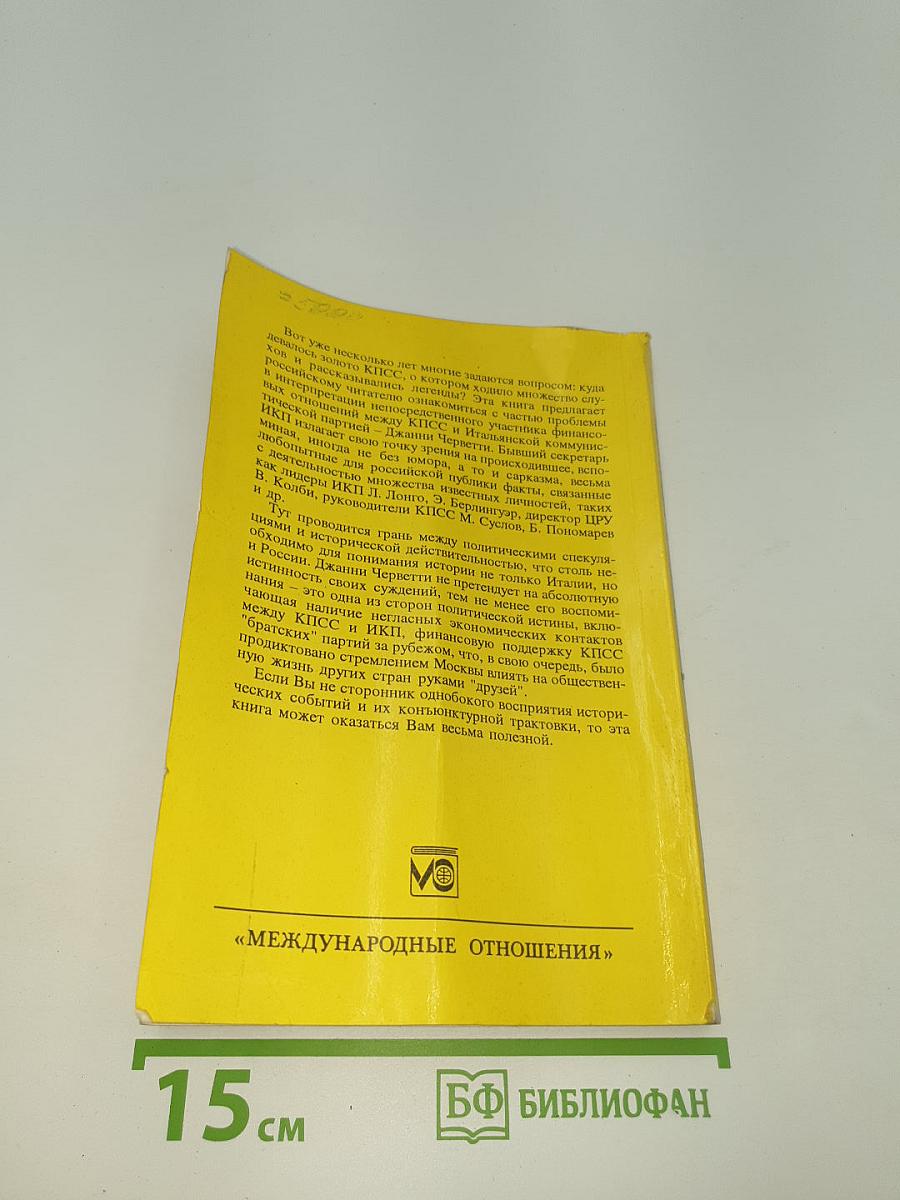 Вот уже несколько лет многие задаются вопросом: куда
девалось золото КПСС, о котором ходило множество слу-
хов и рассказывались легенды? Эта книга предлагает
российскому читателю ознакомиться с частью проблемы
в интерпретации непосредственного участника финансо-
вых отношений между КПСС и Итальянской коммунис-
тической партией – Джанни Черветти. Бывший секретарь
ИКП излагает свою точку зрения на происходившее, вспо-
миная, иногда не без юмора, а то и сарказма, весьма
любопытные для российской публики факты, связанные
с деятельностью множества известных личностей, таких
как лидеры ИКП Л. Лонго, Э. Берлингуэр, директор ЦРУ
В. Колби, руководители КПСС М. Суслов, Б. Пономарев
и др.
Тут проводится грань между политическими спекуля-
циями и исторической действительностью, что столь не-
обходимо для понимания истории не только Италии, но
и России. Джанни Черветти не претендует на абсолютную
истинность своих суждений, тем не менее его воспоми-
нания – это одна из сторон политической истины, вклю-
чающая наличие негласных экономических контактов
между КПСС и ИКП, финансовую поддержку КПСС
"братских" партий за рубежом, что, в свою очередь, было
продиктовано стремлением Москвы влиять на обществен-
ную жизнь других стран руками "друзей".
Если Вы не сторонник однобокого восприятия истори-
ческих событий и их конъюнктурной трактовки, то эта
книга может оказаться Вам весьма полезной.
МО
«МЕЖДУНАРОДНЫЕ ОТНОШЕНИЯ»
15 см
БФ БИБЛИОФАН